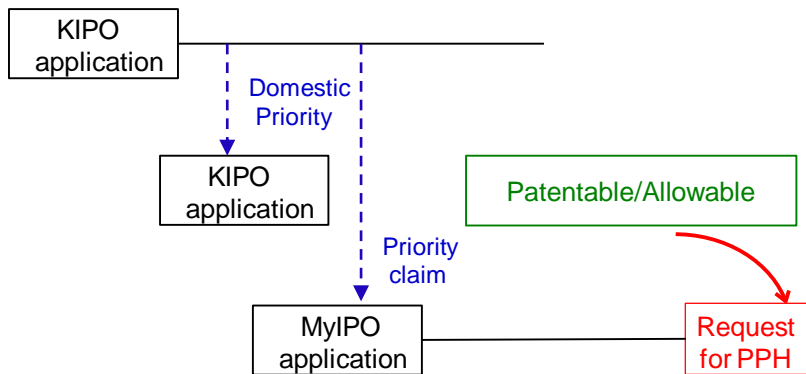 KIPO
application
Domestic
Priority
KIPO
application
Patentable/Allowable
Priority
claim
MyIPO
application
Request
for PPH